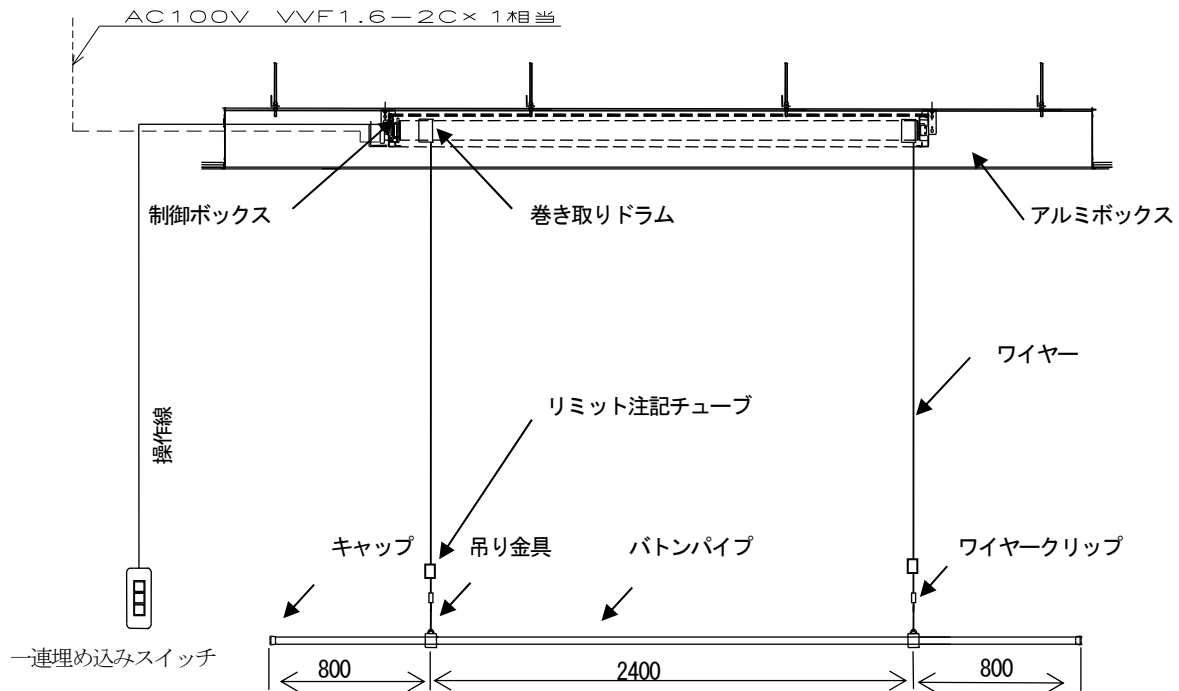 AC100V VVF1.6−2C×1相当
制御ボックス
巻き取りドラム
アルミボックス
ワイヤー
リミット注記チューブ
操作線
キャップ
吊り金具
バトンパイプ
ワイヤークリップ
一連埋め込みスイッチ
800
2400
800